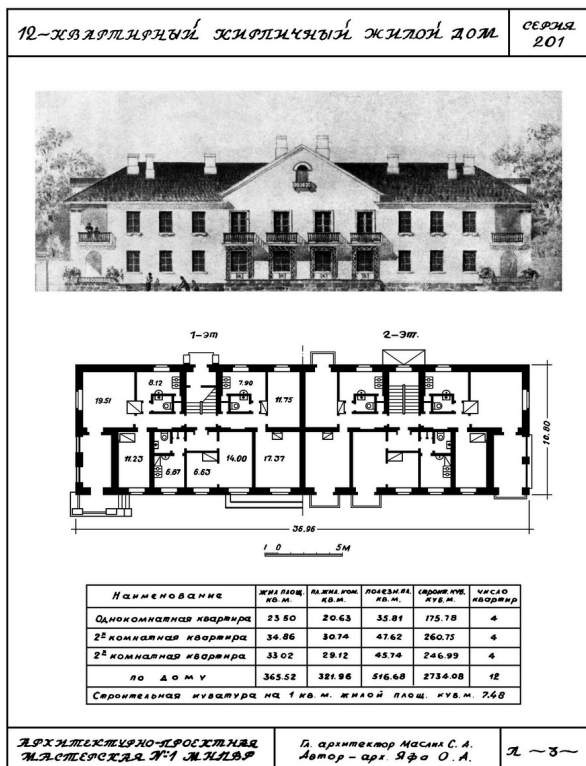 12-КВАРТИРНЫЙ КИРПИЧНЫЙ ЖИЛОЙ ДОМ
СЕРИЯ
201
1-эт
2-эт.
19.51
8.12
7.90
11.75
11.23
6.87
6.63
14.00
17.37
10.80
36.96
1 0 5м
Наименование
жил площ. кв. м.
пл. жил. ком. кв. м.
полезн. пл. кв. м.
строит. куб. куб. м.
число квартир
Однокомнатная квартира 23 50 20.63 35.81 175.78 4
2х комнатная квартира 34.86 30.74 47.62 260.75 4
2х комнатная квартира 33 02 29.12 45.74 246.99 4
по дому 365.52 321.96 516.68 2734.08 12
Строительная кубатура на 1 кв. м. жилой площ. куб. м. 7.48
АРХИТЕКТУРНО-ПРОЕКТНАЯ
МАСТЕРСКАЯ №1 МНПВР
Гл. архитектор Маслих С. А.
Автор - арх. Яфа О. А.
Л ~3~